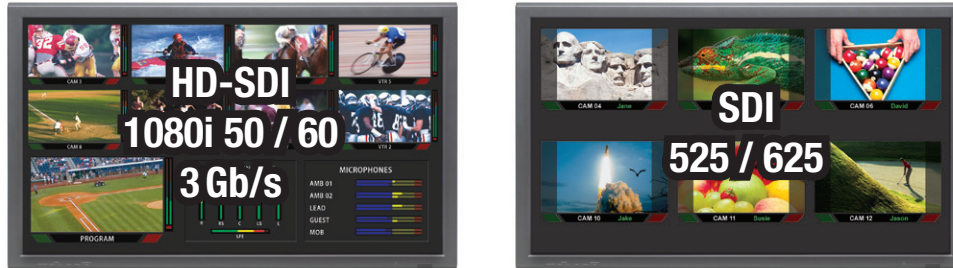 CAM 3
VTR 5
HD-SDI
1080i 50 / 60
3 Gb/s
CAM 8
VTR 2
MICROPHONES
AMB 01
AMB 02
LEAD
GUEST
MOB
LFE
PROGRAM
CAM 04 Jane
CAM 06 David
SDI
525 / 625
CAM 10 Jake
CAM 11 Susie
CAM 12 Jason